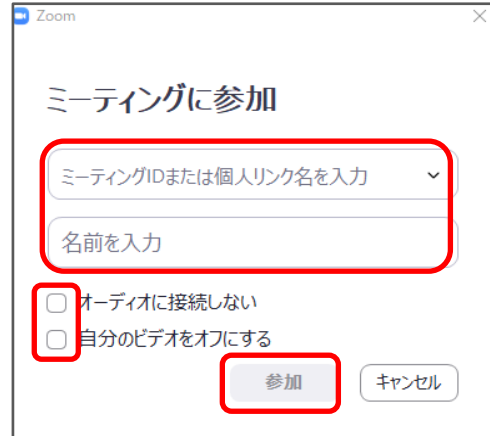 Zoom
ミーティングに参加
ミーティングIDまたは個人リンク名を入力
名前を入力
オーディオに接続しない
自分のビデオをオフにする
参加 キャンセル